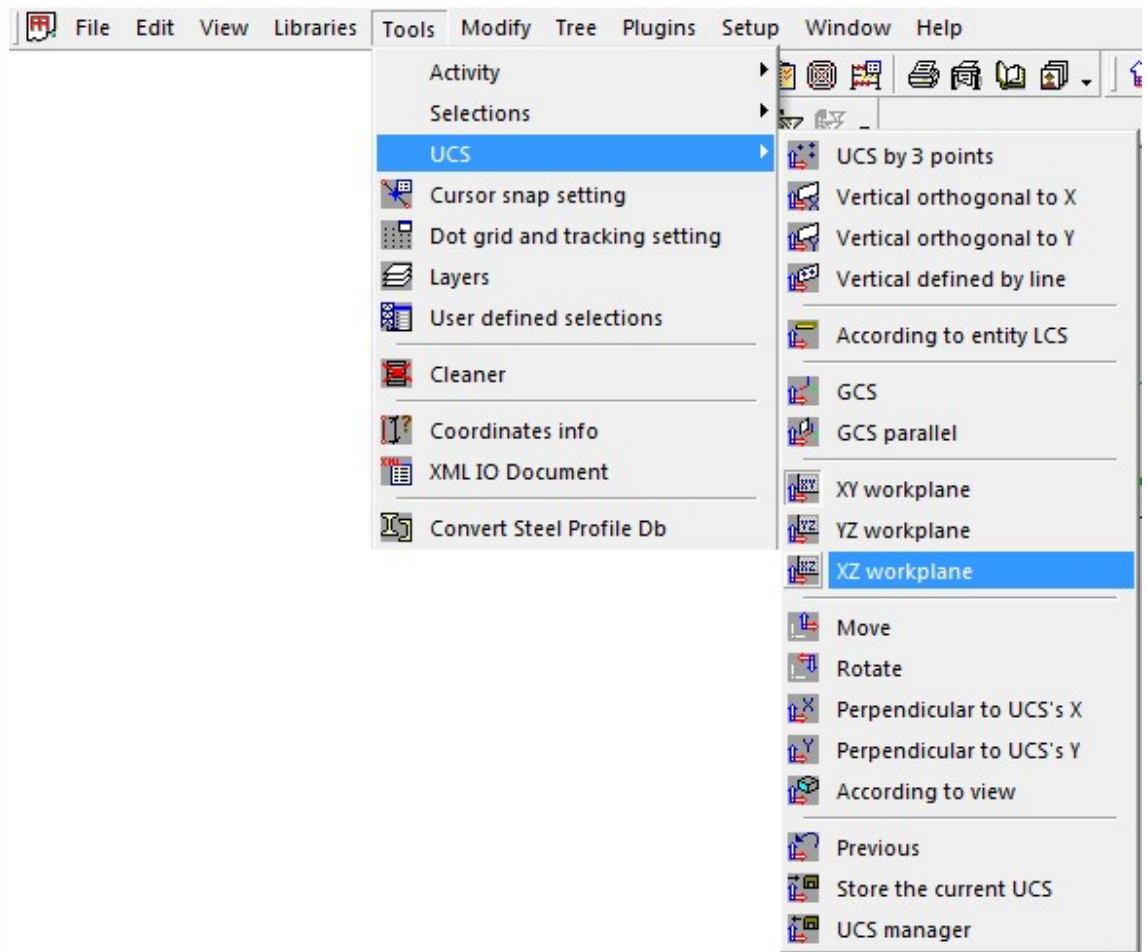 File Edit View Libraries Tools Modify Tree Plugins Setup Window Help
Activity
Selections
UCS
Cursor snap setting
Dot grid and tracking setting
Layers
User defined selections
Cleaner
Coordinates info
XML IO Document
Convert Steel Profile Db
UCS by 3 points
Vertical orthogonal to X
Vertical orthogonal to Y
Vertical defined by line
According to entity LCS
GCS
GCS parallel
XY workplane
YZ workplane
XZ workplane
Move
Rotate
Perpendicular to UCS's X
Perpendicular to UCS's Y
According to view
Previous
Store the current UCS
UCS manager